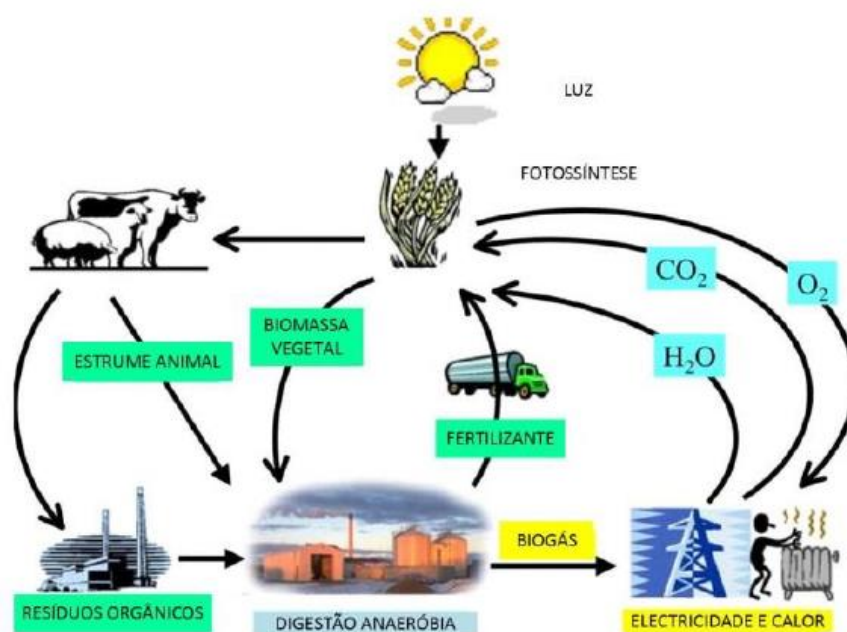 LUZ
FOTOSSÍNTESE
CO₂
O₂
H₂O
BIOMASSA
VEGETAL
ESTRUME ANIMAL
FERTILIZANTE
BIOGÁS
RESÍDUOS ORGÂNICOS
DIGESTÃO ANAERÓBIA
ELECTRICIDADE E CALOR